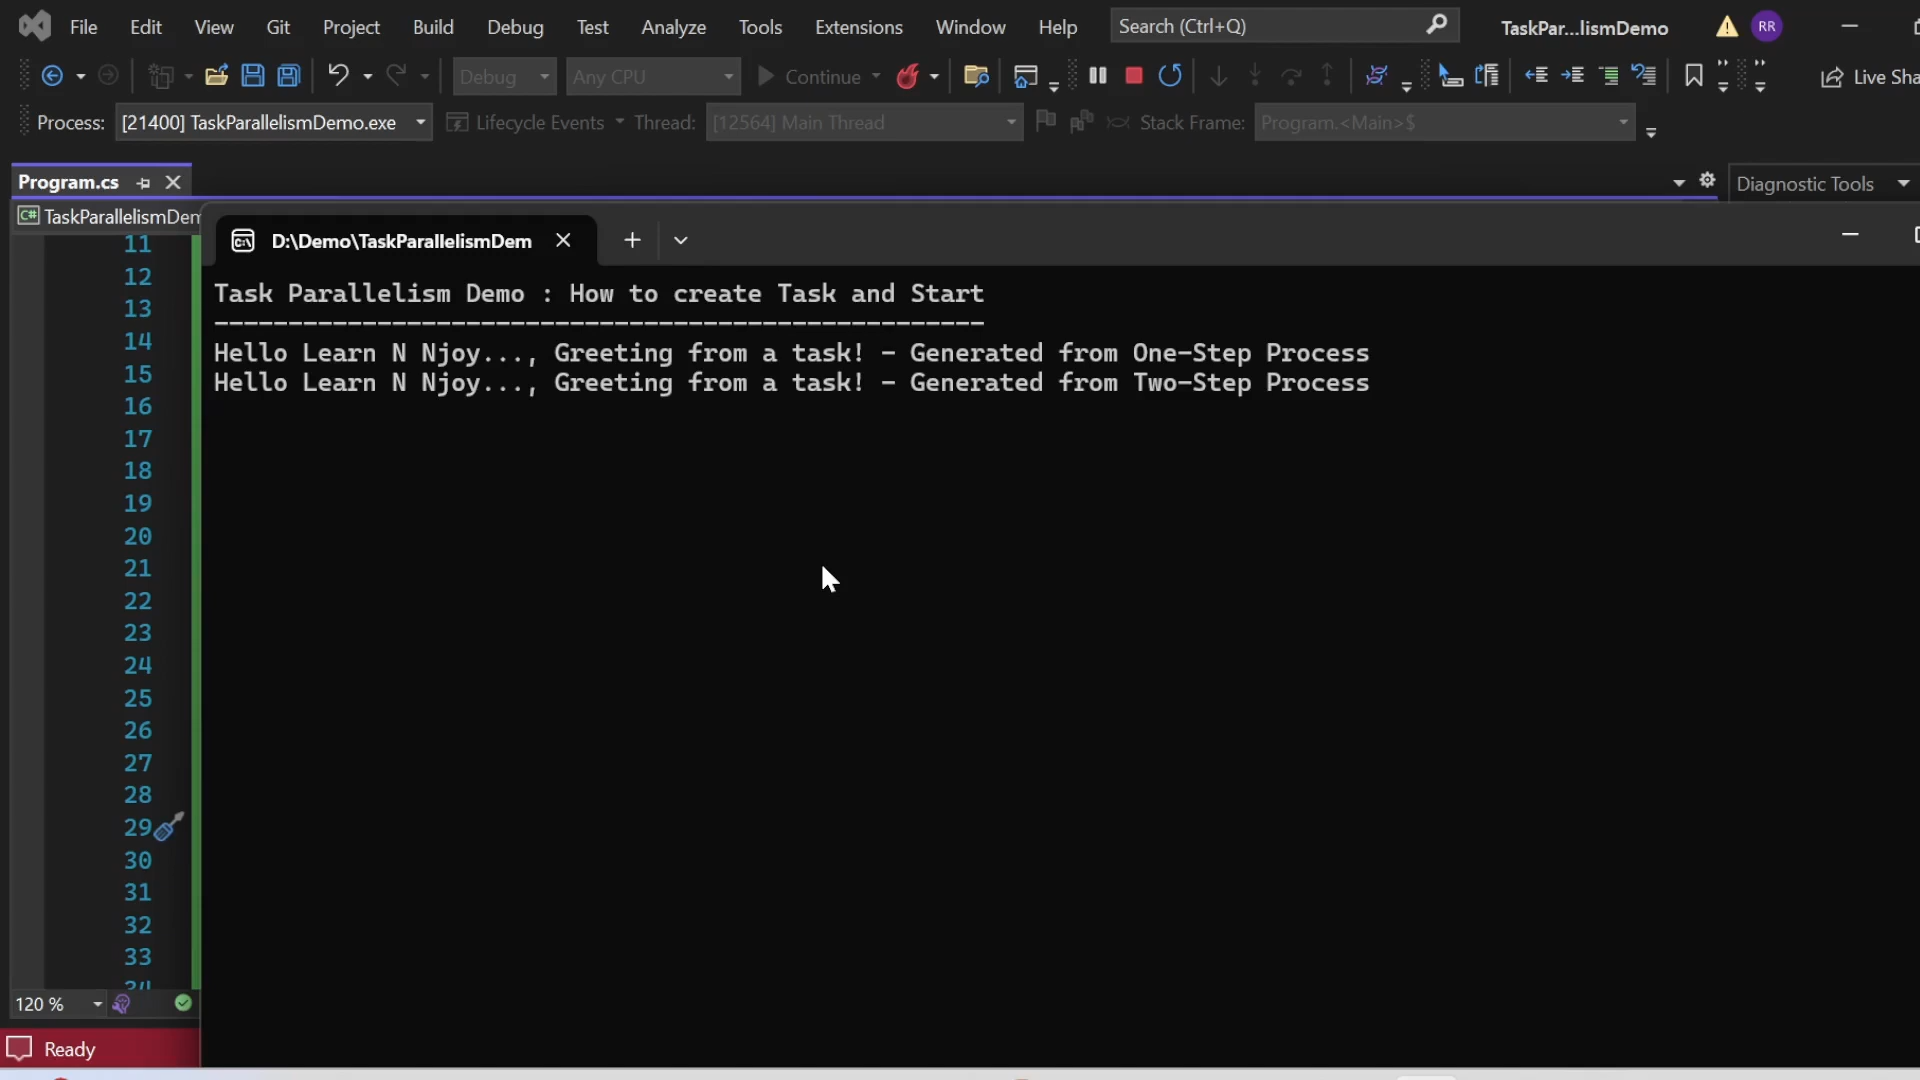 File Edit View Git Project Build Debug Test Analyze Tools Extensions Window Help Search (Ctrl+Q) TaskPar...lismDemo RR
Debug Any CPU Continue Live Sha
Process: [21400] TaskParallelismDemo.exe Lifecycle Events Thread: [12564] Main Thread Stack Frame: Program.<Main>$
Program.cs Diagnostic Tools
C# TaskParallelismDem
D:\Demo\TaskParallelismDem
Task Parallelism Demo : How to create Task and Start
----------------------------------------------------
Hello Learn N Njoy..., Greeting from a task! - Generated from One-Step Process
Hello Learn N Njoy..., Greeting from a task! - Generated from Two-Step Process
11
12
13
14
15
16
17
18
19
20
21
22
23
24
25
26
27
28
29
30
31
32
33
34
120 %
Ready